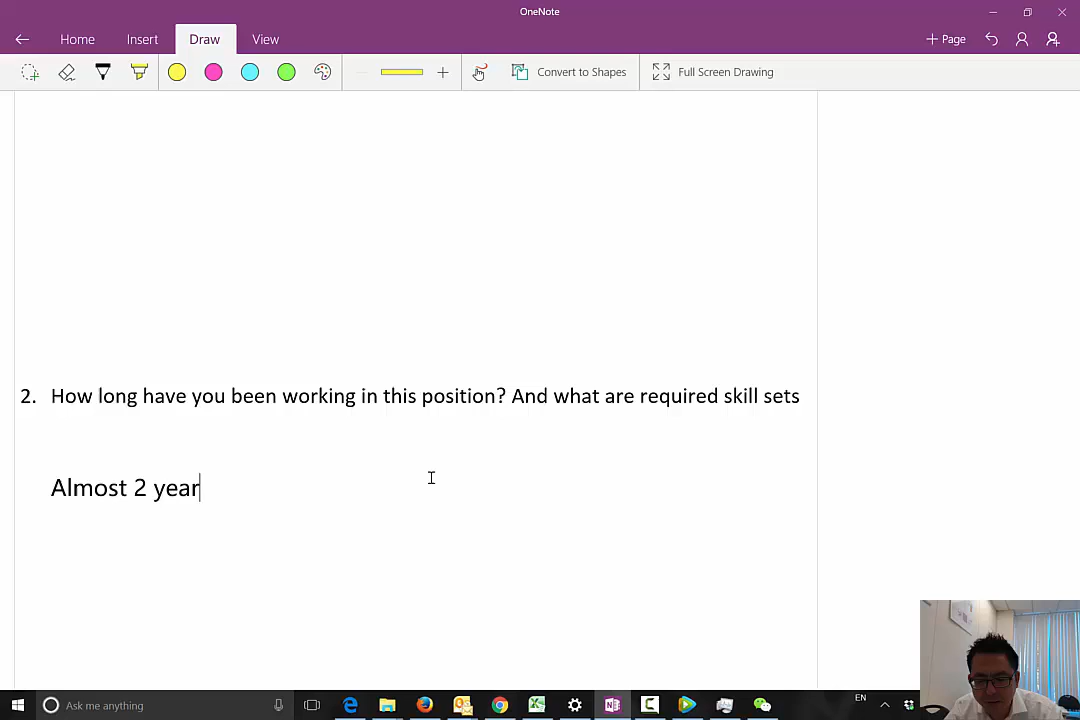 OneNote
Home Insert Draw View
Page
Convert to Shapes Full Screen Drawing
2. How long have you been working in this position? And what are required skill sets
Almost 2 year
Ask me anything
EN